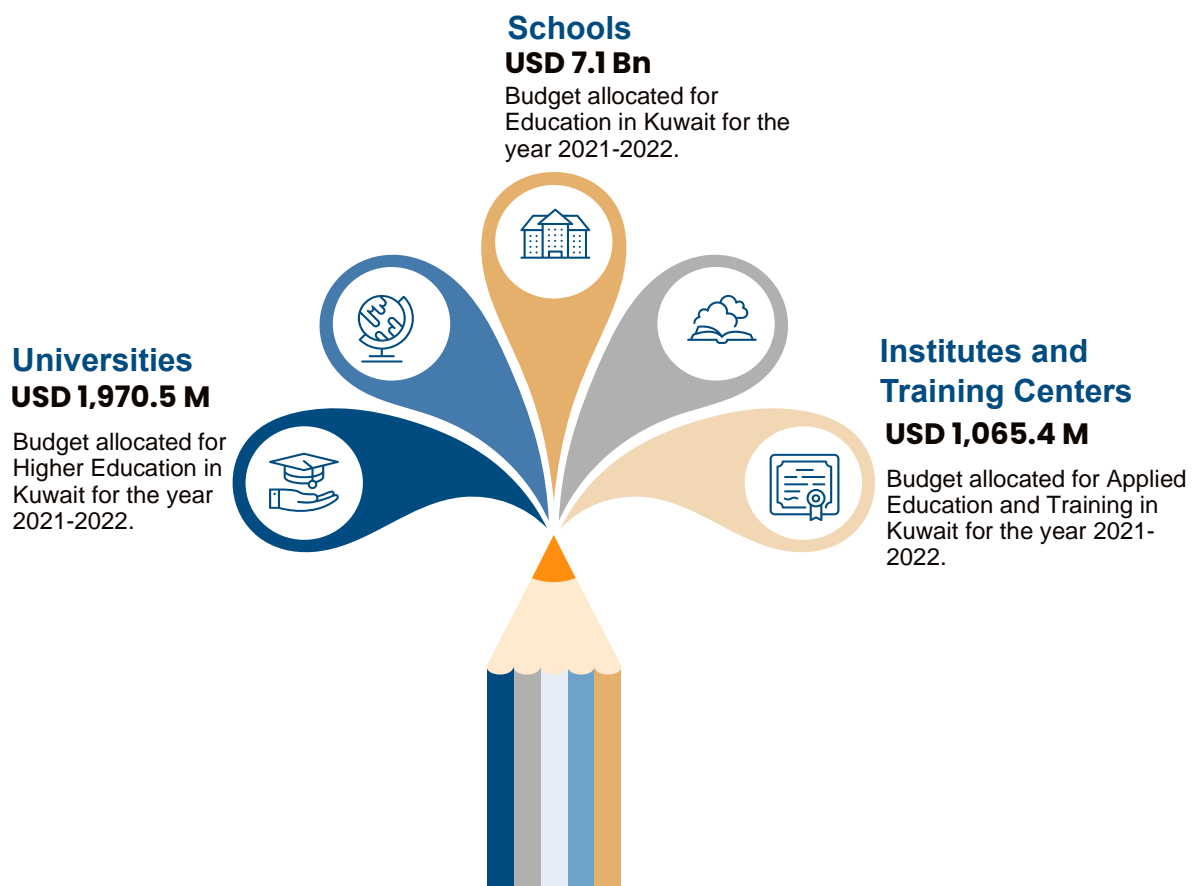 Schools
USD 7.1 Bn
Budget allocated for
Education in Kuwait for the
year 2021-2022.
Universities
USD 1,970.5 M
Budget allocated for
Higher Education in
Kuwait for the year
2021-2022.
Institutes and
Training Centers
USD 1,065.4 M
Budget allocated for Applied
Education and Training in
Kuwait for the year 2021-
2022.